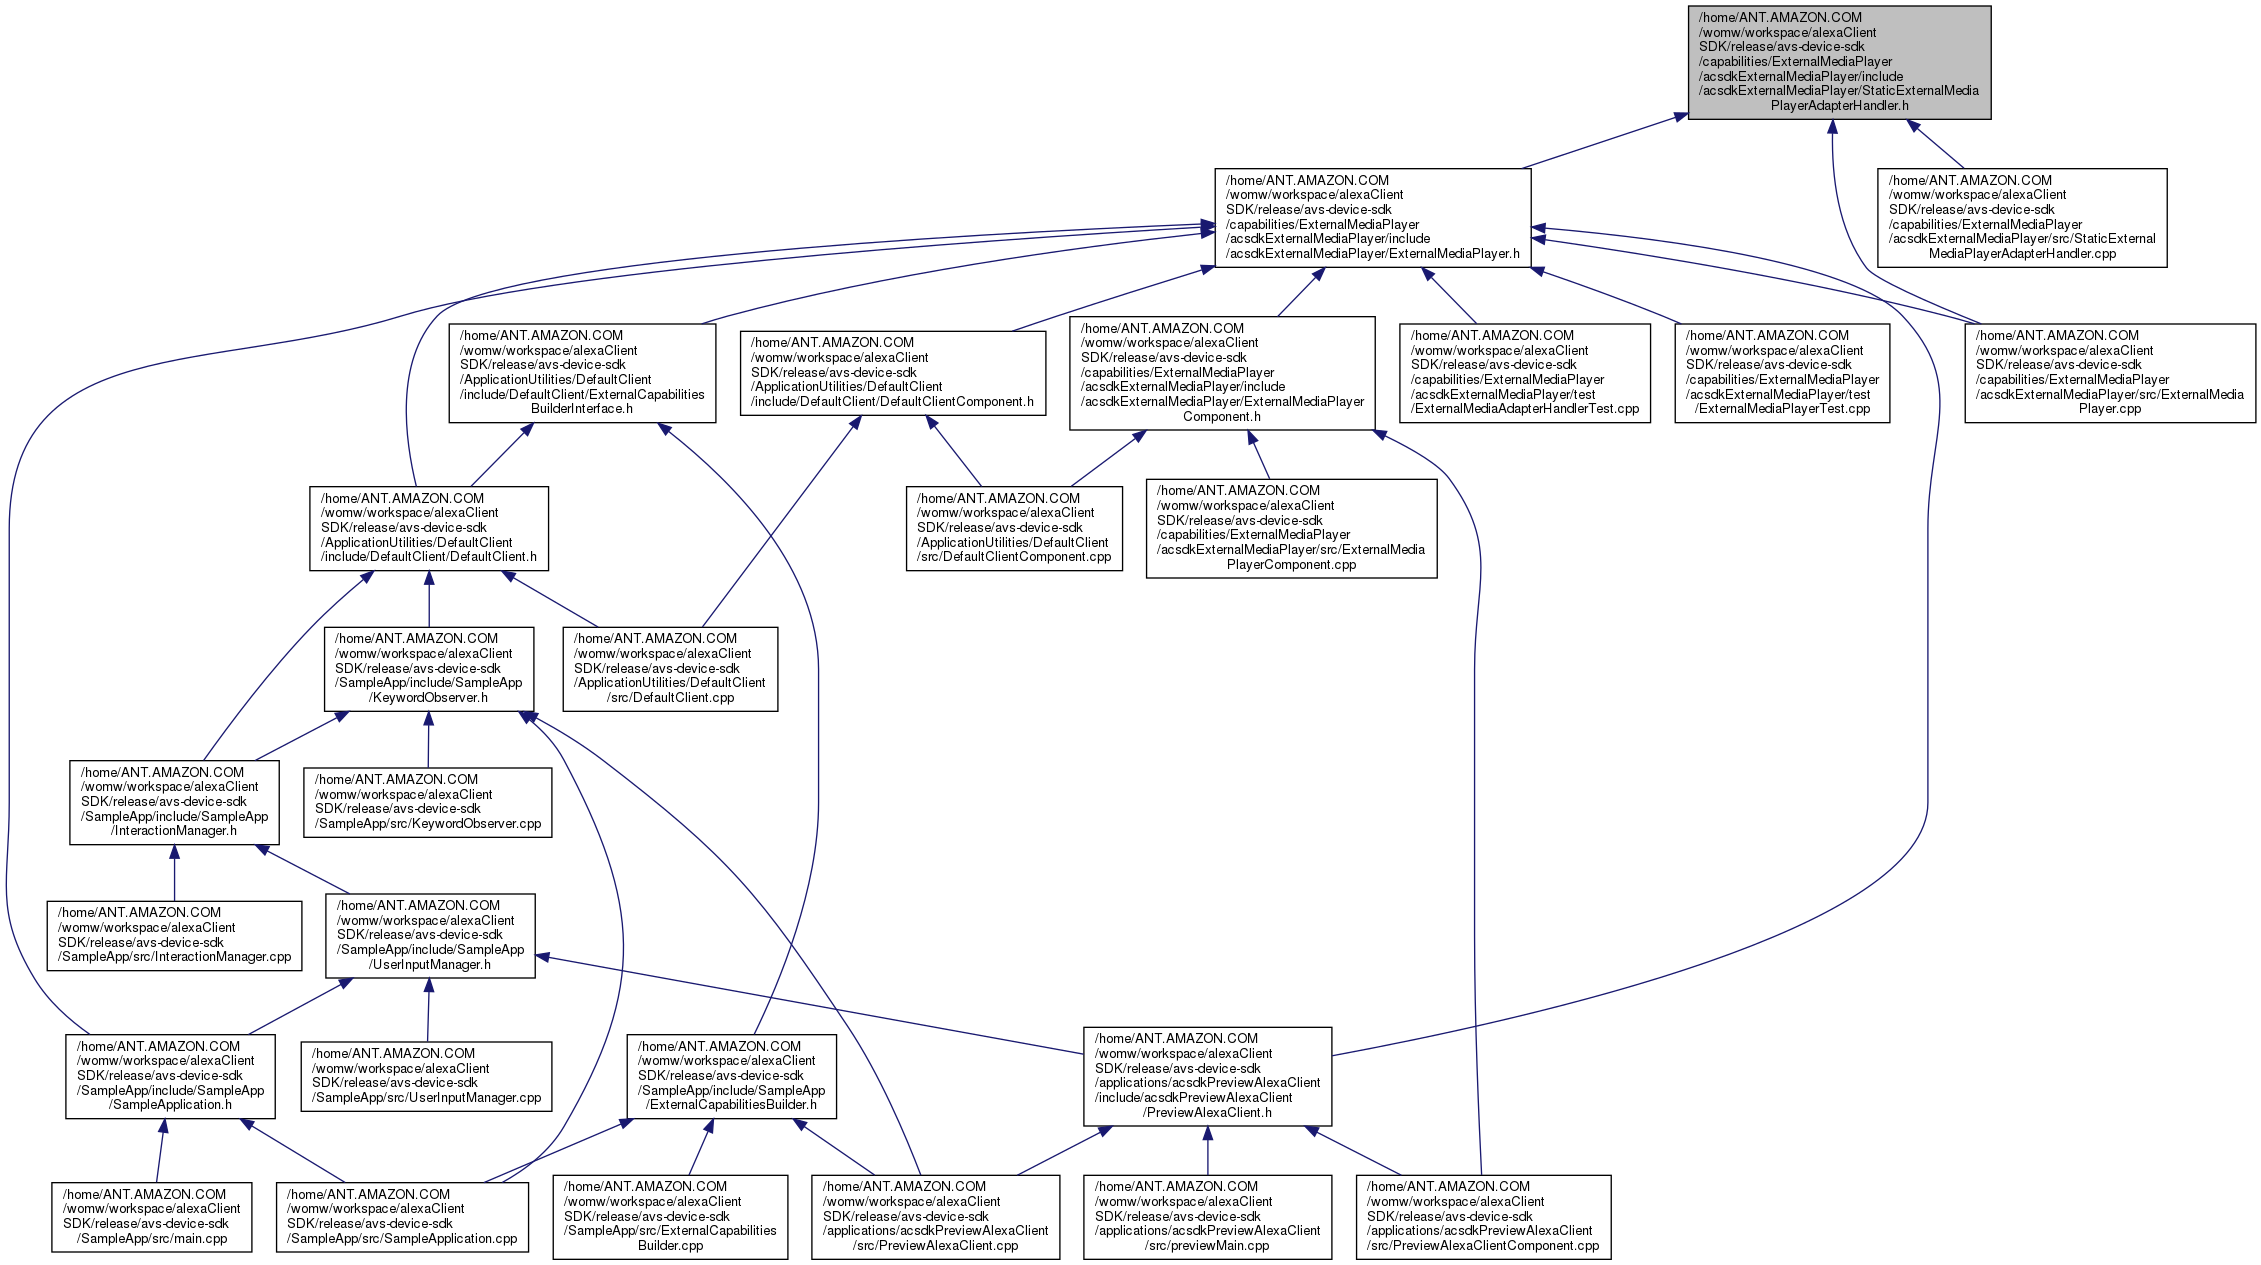 /home/ANT.AMAZON.COM
/womw/workspace/alexaClient
SDK/release/avs-device-sdk
/capabilities/ExternalMediaPlayer
/acsdkExternalMediaPlayer/include
/acsdkExternalMediaPlayer/StaticExternalMedia
PlayerAdapterHandler.h
/home/ANT.AMAZON.COM
/womw/workspace/alexaClient
SDK/release/avs-device-sdk
/capabilities/ExternalMediaPlayer
/acsdkExternalMediaPlayer/include
/acsdkExternalMediaPlayer/ExternalMediaPlayer.h
/home/ANT.AMAZON.COM
/womw/workspace/alexaClient
SDK/release/avs-device-sdk
/capabilities/ExternalMediaPlayer
/acsdkExternalMediaPlayer/src/StaticExternal
MediaPlayerAdapterHandler.cpp
/home/ANT.AMAZON.COM
/womw/workspace/alexaClient
SDK/release/avs-device-sdk
/ApplicationUtilities/DefaultClient
/include/DefaultClient/ExternalCapabilities
BuilderInterface.h
/home/ANT.AMAZON.COM
/womw/workspace/alexaClient
SDK/release/avs-device-sdk
/ApplicationUtilities/DefaultClient
/include/DefaultClient/DefaultClientComponent.h
/home/ANT.AMAZON.COM
/womw/workspace/alexaClient
SDK/release/avs-device-sdk
/capabilities/ExternalMediaPlayer
/acsdkExternalMediaPlayer/include
/acsdkExternalMediaPlayer/ExternalMediaPlayer
Component.h
/home/ANT.AMAZON.COM
/womw/workspace/alexaClient
SDK/release/avs-device-sdk
/capabilities/ExternalMediaPlayer
/acsdkExternalMediaPlayer/test
/ExternalMediaAdapterHandlerTest.cpp
/home/ANT.AMAZON.COM
/womw/workspace/alexaClient
SDK/release/avs-device-sdk
/capabilities/ExternalMediaPlayer
/acsdkExternalMediaPlayer/test
/ExternalMediaPlayerTest.cpp
/home/ANT.AMAZON.COM
/womw/workspace/alexaClient
SDK/release/avs-device-sdk
/capabilities/ExternalMediaPlayer
/acsdkExternalMediaPlayer/src/ExternalMedia
Player.cpp
/home/ANT.AMAZON.COM
/womw/workspace/alexaClient
SDK/release/avs-device-sdk
/ApplicationUtilities/DefaultClient
/include/DefaultClient/DefaultClient.h
/home/ANT.AMAZON.COM
/womw/workspace/alexaClient
SDK/release/avs-device-sdk
/ApplicationUtilities/DefaultClient
/src/DefaultClientComponent.cpp
/home/ANT.AMAZON.COM
/womw/workspace/alexaClient
SDK/release/avs-device-sdk
/capabilities/ExternalMediaPlayer
/acsdkExternalMediaPlayer/src/ExternalMedia
PlayerComponent.cpp
/home/ANT.AMAZON.COM
/womw/workspace/alexaClient
SDK/release/avs-device-sdk
/SampleApp/include/SampleApp
/KeywordObserver.h
/home/ANT.AMAZON.COM
/womw/workspace/alexaClient
SDK/release/avs-device-sdk
/ApplicationUtilities/DefaultClient
/src/DefaultClient.cpp
/home/ANT.AMAZON.COM
/womw/workspace/alexaClient
SDK/release/avs-device-sdk
/SampleApp/include/SampleApp
/InteractionManager.h
/home/ANT.AMAZON.COM
/womw/workspace/alexaClient
SDK/release/avs-device-sdk
/SampleApp/src/KeywordObserver.cpp
/home/ANT.AMAZON.COM
/womw/workspace/alexaClient
SDK/release/avs-device-sdk
/SampleApp/src/InteractionManager.cpp
/home/ANT.AMAZON.COM
/womw/workspace/alexaClient
SDK/release/avs-device-sdk
/SampleApp/include/SampleApp
/UserInputManager.h
/home/ANT.AMAZON.COM
/womw/workspace/alexaClient
SDK/release/avs-device-sdk
/SampleApp/include/SampleApp
/SampleApplication.h
/home/ANT.AMAZON.COM
/womw/workspace/alexaClient
SDK/release/avs-device-sdk
/SampleApp/src/UserInputManager.cpp
/home/ANT.AMAZON.COM
/womw/workspace/alexaClient
SDK/release/avs-device-sdk
/SampleApp/include/SampleApp
/ExternalCapabilitiesBuilder.h
/home/ANT.AMAZON.COM
/womw/workspace/alexaClient
SDK/release/avs-device-sdk
/applications/acsdkPreviewAlexaClient
/include/acsdkPreviewAlexaClient
/PreviewAlexaClient.h
/home/ANT.AMAZON.COM
/womw/workspace/alexaClient
SDK/release/avs-device-sdk
/SampleApp/src/main.cpp
/home/ANT.AMAZON.COM
/womw/workspace/alexaClient
SDK/release/avs-device-sdk
/SampleApp/src/SampleApplication.cpp
/home/ANT.AMAZON.COM
/womw/workspace/alexaClient
SDK/release/avs-device-sdk
/SampleApp/src/ExternalCapabilities
Builder.cpp
/home/ANT.AMAZON.COM
/womw/workspace/alexaClient
SDK/release/avs-device-sdk
/applications/acsdkPreviewAlexaClient
/src/PreviewAlexaClient.cpp
/home/ANT.AMAZON.COM
/womw/workspace/alexaClient
SDK/release/avs-device-sdk
/applications/acsdkPreviewAlexaClient
/src/previewMain.cpp
/home/ANT.AMAZON.COM
/womw/workspace/alexaClient
SDK/release/avs-device-sdk
/applications/acsdkPreviewAlexaClient
/src/PreviewAlexaClientComponent.cpp